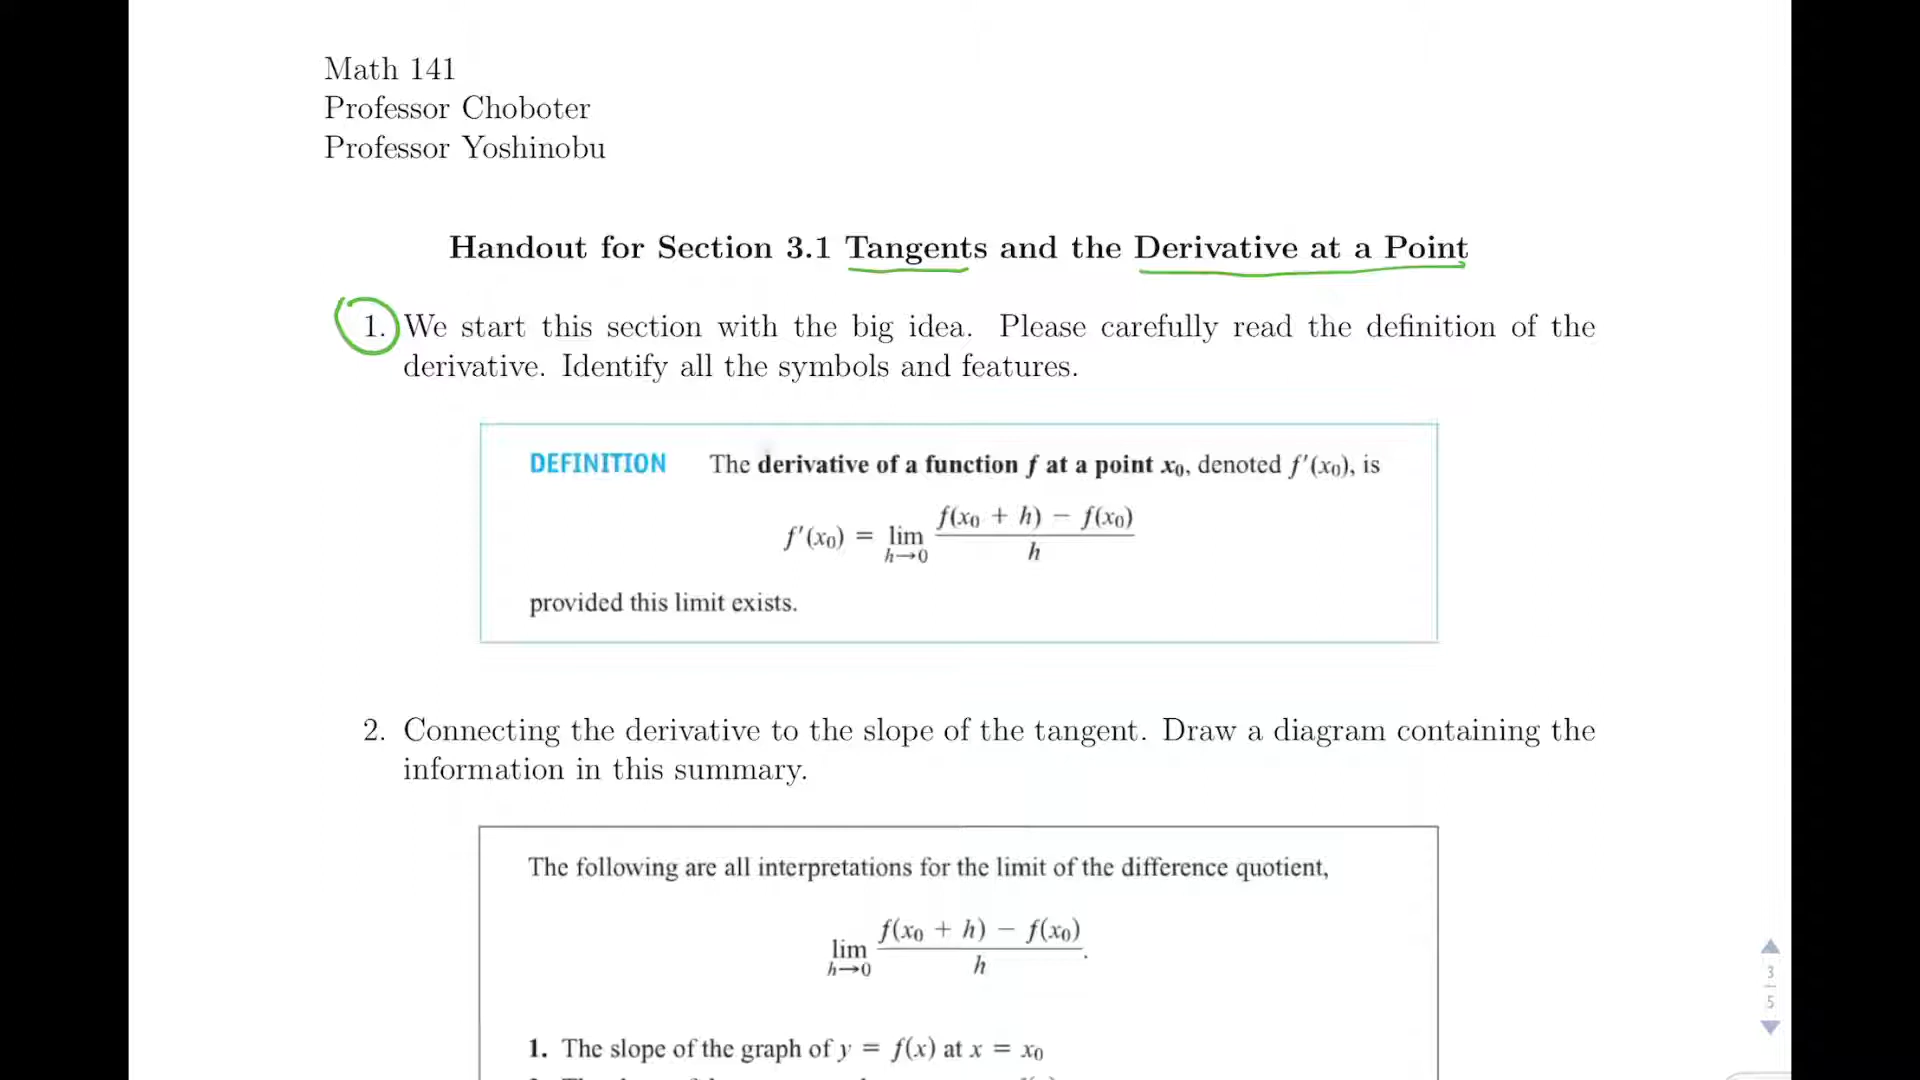 Math 141
Professor Choboter
Professor Yoshinobu
Handout for Section 3.1 Tangents and the Derivative at a Point
1. We start this section with the big idea. Please carefully read the definition of the
derivative. Identify all the symbols and features.
DEFINITION The derivative of a function f at a point x₀, denoted f′(x₀), is
f′(x₀) = lim h→0 (f(x₀ + h) − f(x₀)) / h
provided this limit exists.
2. Connecting the derivative to the slope of the tangent. Draw a diagram containing the
information in this summary.
The following are all interpretations for the limit of the difference quotient,
lim h→0 (f(x₀ + h) − f(x₀)) / h.
1. The slope of the graph of y = f(x) at x = x₀
3
5